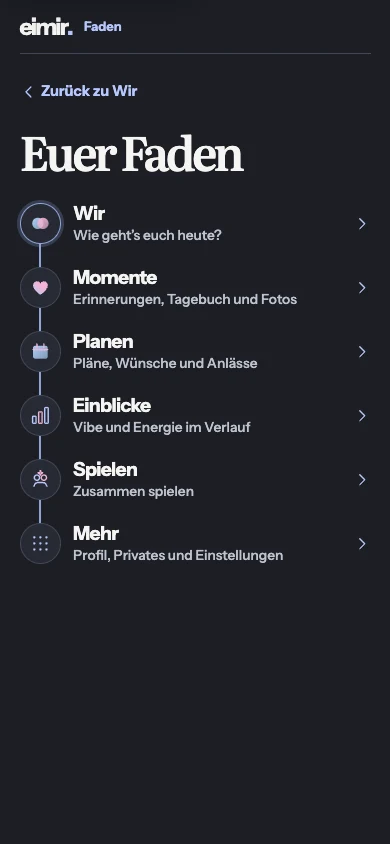 eimir. Faden
Zurück zu Wir
Euer Faden
Wir
Wie geht's euch heute?
Momente
Erinnerungen, Tagebuch und Fotos
Planen
Pläne, Wünsche und Anlässe
Einblicke
Vibe und Energie im Verlauf
Spielen
Zusammen spielen
Mehr
Profil, Privates und Einstellungen